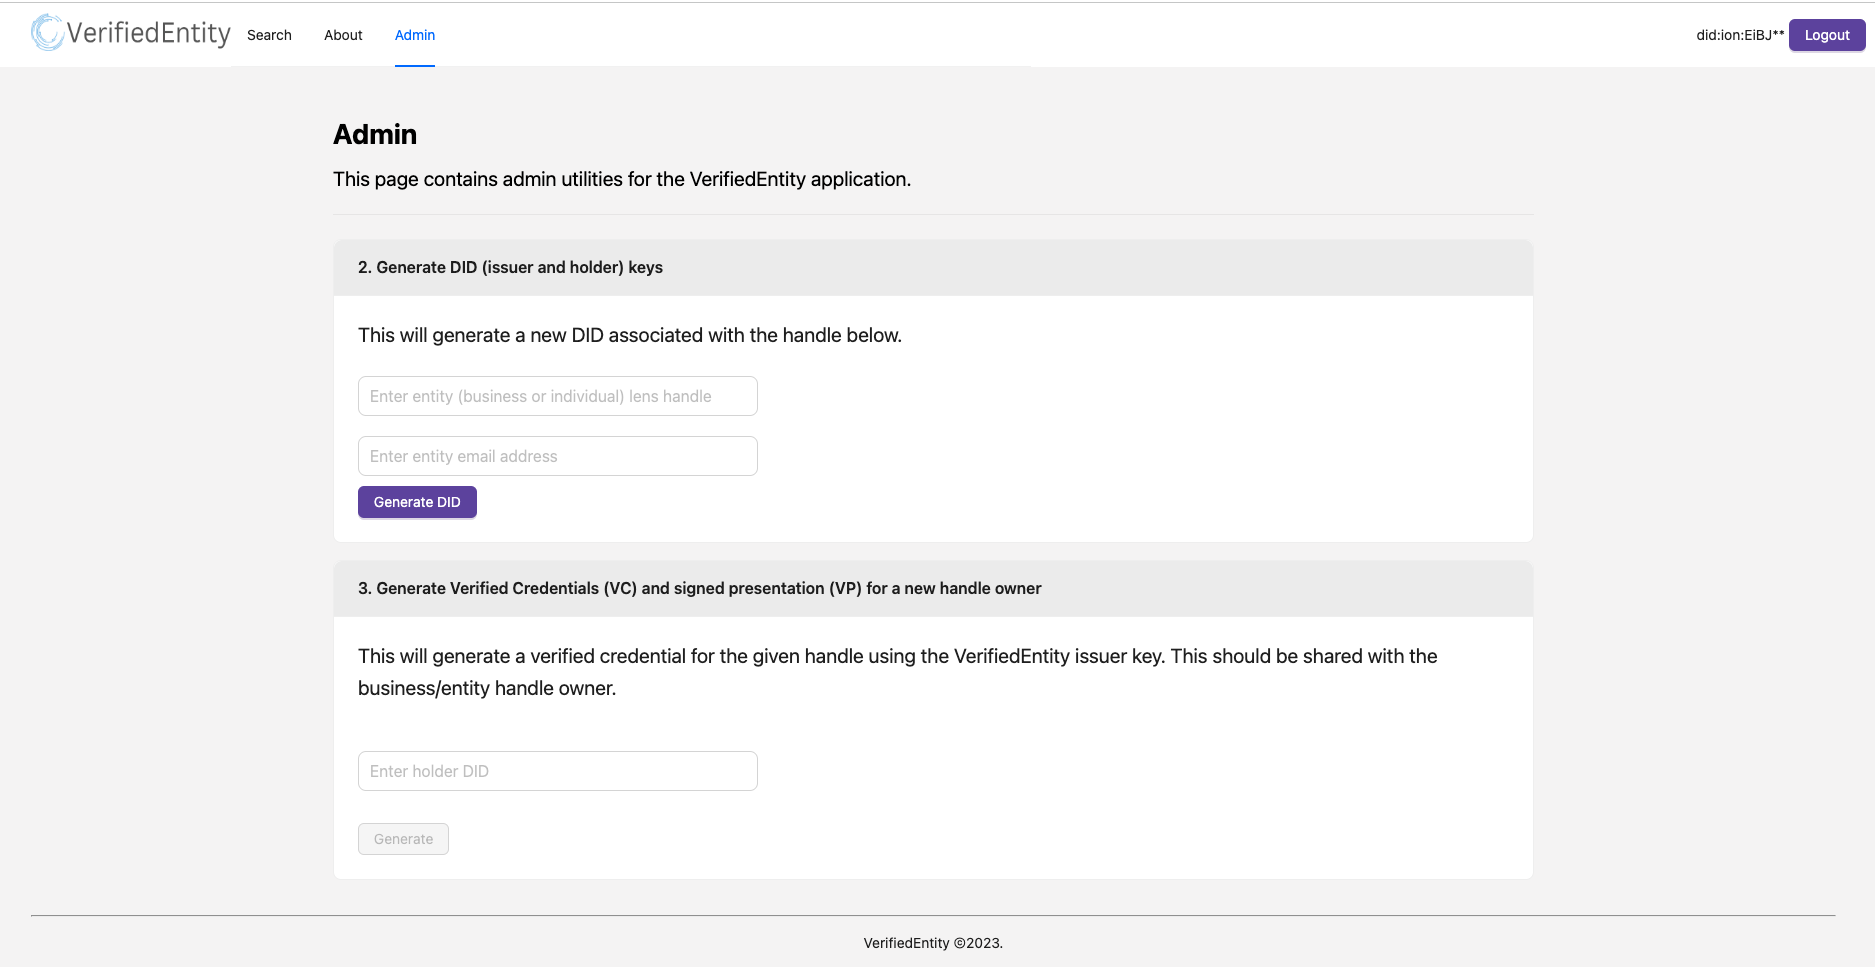 VerifiedEntity
Search
About
Admin
did:ion:EiBJ**
Logout
Admin
This page contains admin utilities for the VerifiedEntity application.
2. Generate DID (issuer and holder) keys
This will generate a new DID associated with the handle below.
Enter entity (business or individual) lens handle
Enter entity email address
Generate DID
3. Generate Verified Credentials (VC) and signed presentation (VP) for a new handle owner
This will generate a verified credential for the given handle using the VerifiedEntity issuer key. This should be shared with the
business/entity handle owner.
Enter holder DID
Generate
VerifiedEntity ©2023.